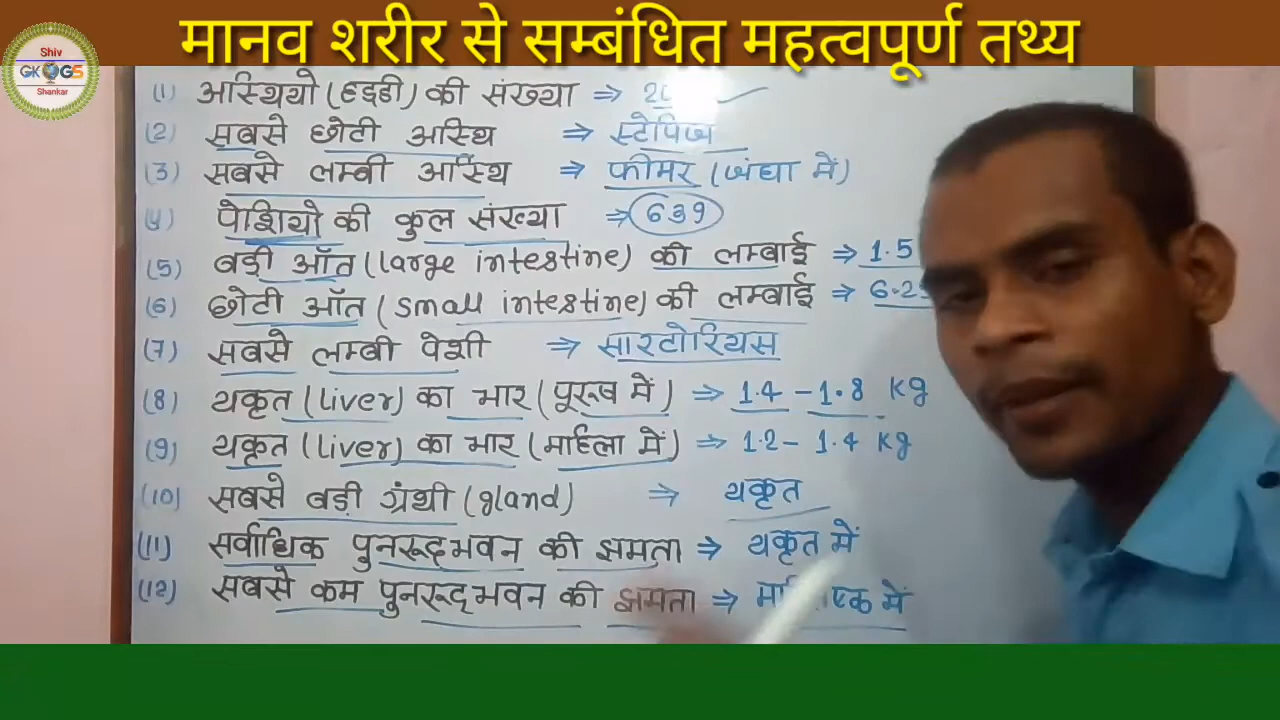 मानव शरीर से सम्बंधित महत्वपूर्ण तथ्य
Shiv
GK GS
Shankar
(1) अस्थियो (हड्डी) की संख्या ⇒
(2) सबसे छोटी अस्थि ⇒ स्टेपिज
(3) सबसे लम्बी अस्थि ⇒ फीमर (जंघा में)
(4) पेशियो की कुल संख्या ⇒ 639
(5) बड़ी आँत (large intestine) की लम्बाई ⇒ 1.5
(6) छोटी आँत (small intestine) की लम्बाई ⇒ 6.25
(7) सबसे लम्बी पेशी ⇒ सारटोरियस
(8) यकृत (liver) का भार (पुरूष में) ⇒ 1.4 - 1.8 kg
(9) यकृत (liver) का भार (महिला में) ⇒ 1.2 - 1.4 kg
(10) सबसे बड़ी ग्रंथी (gland) ⇒ यकृत
(11) सर्वाधिक पुनरूदभवन की क्षमता ⇒ यकृत में
(12) सबसे कम पुनरूदभवन की क्षमता ⇒ में